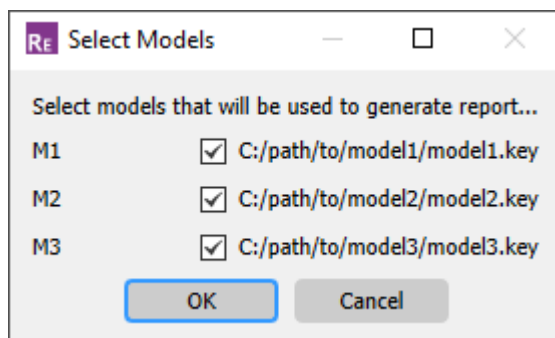 RE Select Models
Select models that will be used to generate report...
M1 C:/path/to/model1/model1.key
M2 C:/path/to/model2/model2.key
M3 C:/path/to/model3/model3.key
OK Cancel